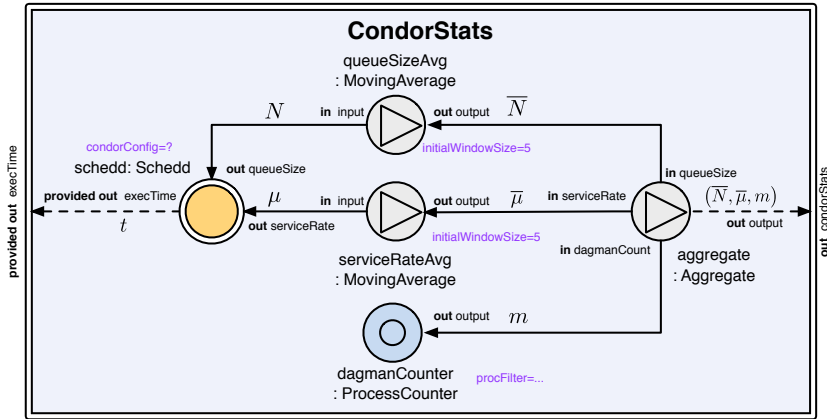 CondorStats
queueSizeAvg
: MovingAverage
N
in input
out output
N̅
condorConfig=?
initialWindowSize=5
schedd: Schedd
out queueSize
in queueSize
provided out execTime
μ
in input
out output
μ̅
in serviceRate
(N̅, μ̅, m)
t
out serviceRate
out output
initialWindowSize=5
in dagmanCount
serviceRateAvg
: MovingAverage
aggregate
: Aggregate
out output
m
dagmanCounter
: ProcessCounter
procFilter=...
provided out execTime
out condorStats